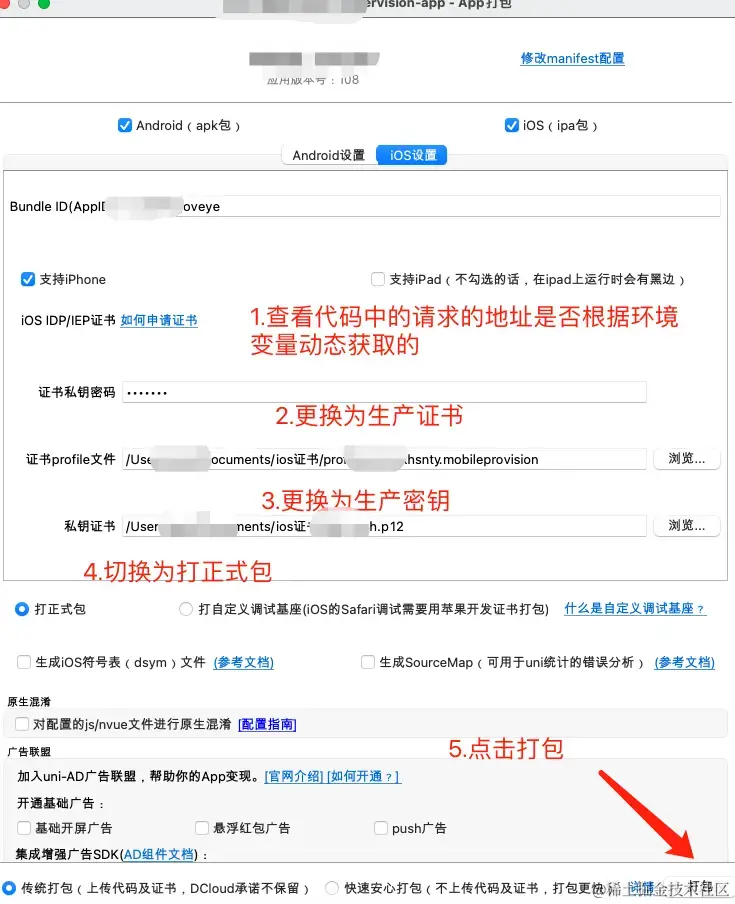 ervision-app - App打包
修改manifest配置
应用版本号：108
Android（apk包）
iOS（ipa包）
Android设置
iOS设置
Bundle ID(AppID
oveye
支持iPhone
支持iPad（不勾选的话，在ipad上运行时会有黑边）
iOS IDP/IEP证书 如何申请证书
1.查看代码中的请求的地址是否根据环境
变量动态获取的
证书私钥密码 •••••••
2.更换为生产证书
证书profile文件 /Use ocuments/ios证书/pro .hsnty.mobileprovision 浏览...
3.更换为生产密钥
私钥证书 /User ments/ios证 h.p12 浏览...
4.切换为打正式包
打正式包
打自定义调试基座(iOS的Safari调试需要用苹果开发证书打包)
什么是自定义调试基座？
生成iOS符号表（dsym）文件 (参考文档)
生成SourceMap（可用于uni统计的错误分析） (参考文档)
原生混淆
对配置的js/nvue文件进行原生混淆 [配置指南]
广告联盟
5.点击打包
加入uni-AD广告联盟，帮助你的App变现。[官网介绍] [如何开通？]
开通基础广告：
基础开屏广告
悬浮红包广告
push广告
集成增强广告SDK(AD组件文档)：
传统打包（上传代码及证书，DCloud承诺不保留）
快速安心打包（不上传代码及证书，打包更快 详情
打包
@稀土掘金技术社区